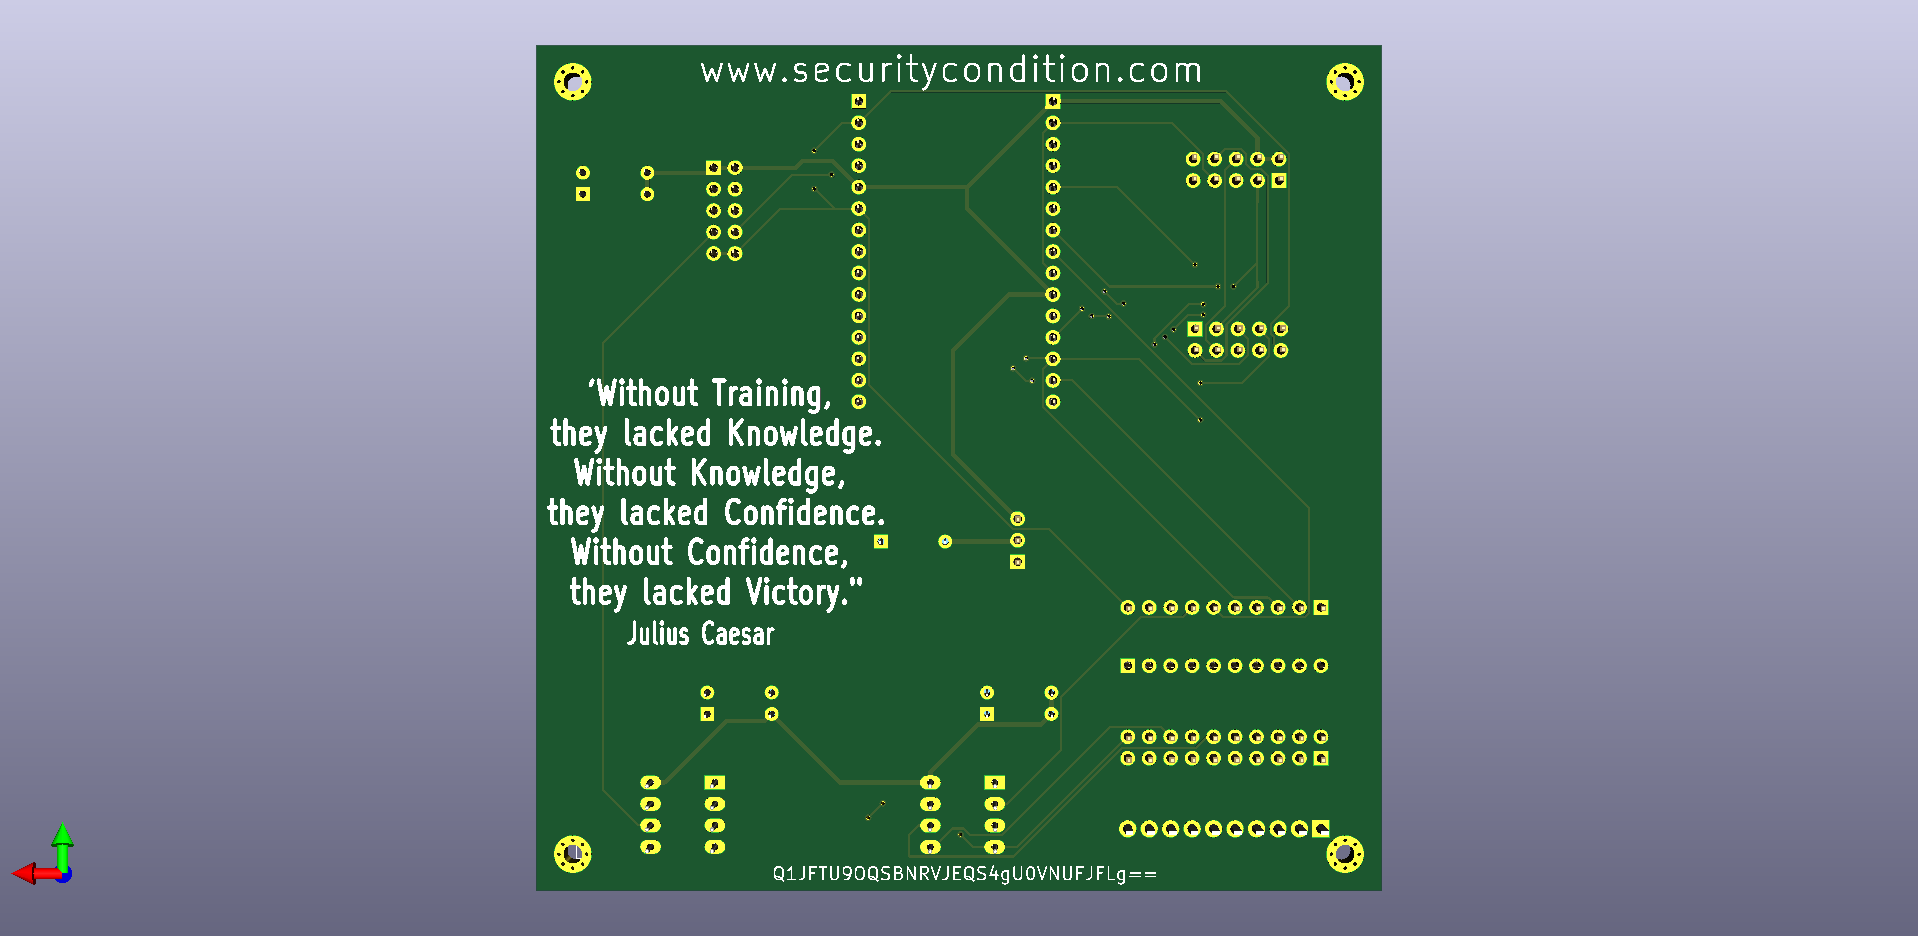 www.securitycondition.com
‘Without Training,
they lacked Knowledge.
Without Knowledge,
they lacked Confidence.
Without Confidence,
they lacked Victory."
Julius Caesar
Q1JFTU9OQSBNRVJEQS4gU0VNUFJFLg==